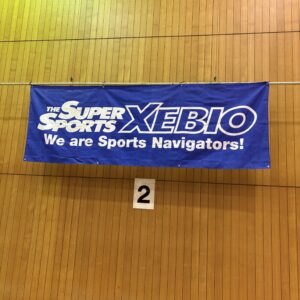 THE SUPER SPORTS XEBIO
We are Sports Navigators!
2